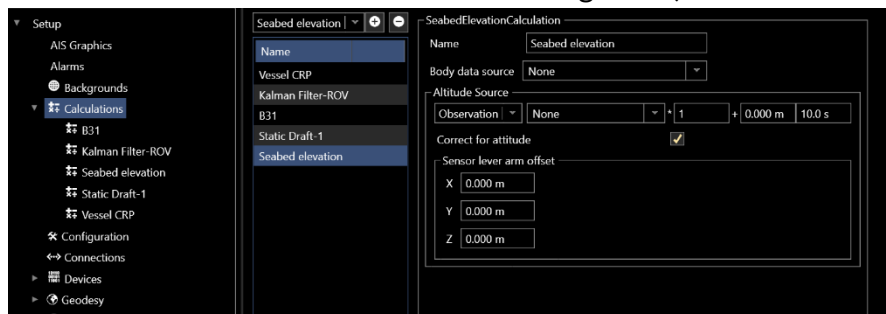 Setup
AIS Graphics
Alarms
Backgrounds
Calculations
B31
Kalman Filter-ROV
Seabed elevation
Static Draft-1
Vessel CRP
Configuration
Connections
Devices
Geodesy
Seabed elevation
Name
Vessel CRP
Kalman Filter-ROV
B31
Static Draft-1
Seabed elevation
SeabedElevationCalculation
Name Seabed elevation
Body data source None
Altitude Source
Observation None * 1 + 0.000 m 10.0 s
Correct for attitude
Sensor lever arm offset
X 0.000 m
Y 0.000 m
Z 0.000 m